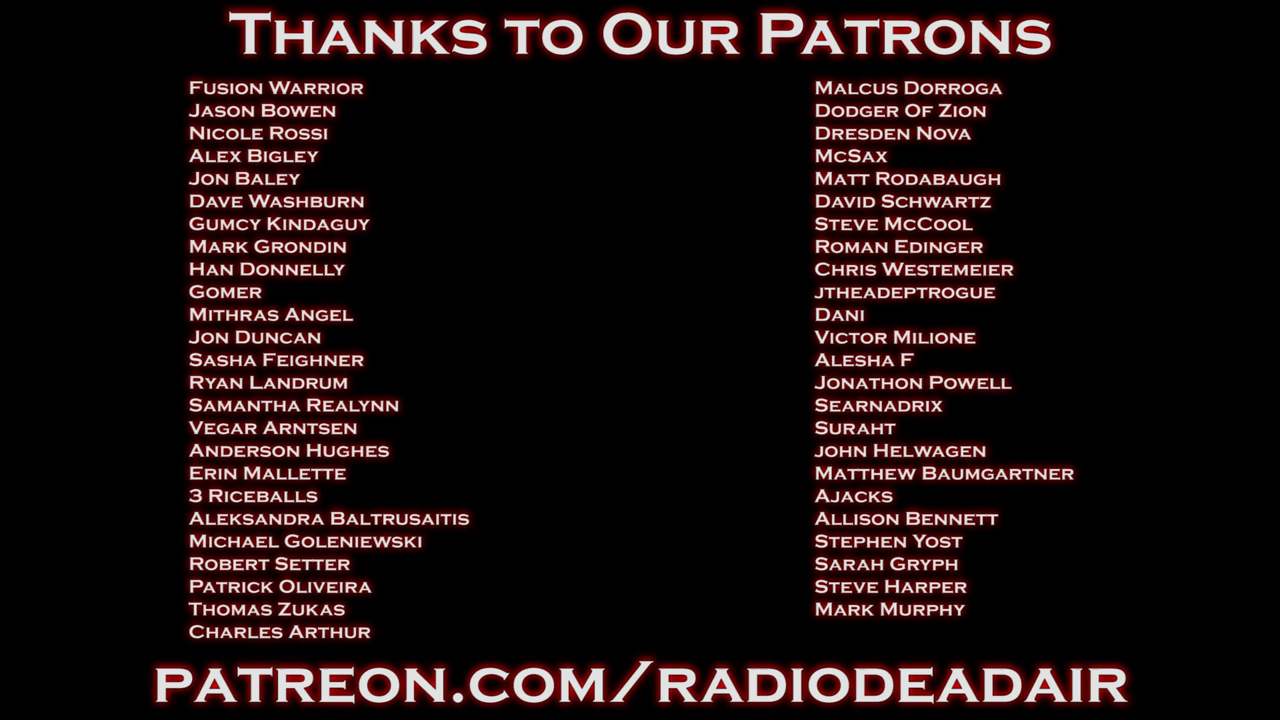 Thanks to Our Patrons
Fusion Warrior
Jason Bowen
Nicole Rossi
Alex Bigley
Jon Baley
Dave Washburn
Gumcy Kindaguy
Mark Grondin
Han Donnelly
Gomer
Mithras Angel
Jon Duncan
Sasha Feighner
Ryan Landrum
Samantha Realynn
Vegar Arntsen
Anderson Hughes
Erin Mallette
3 Riceballs
Aleksandra Baltrusaitis
Michael Goleniewski
Robert Setter
Patrick Oliveira
Thomas Zukas
Charles Arthur
Malcus Dorroga
Dodger Of Zion
Dresden Nova
McSax
Matt Rodabaugh
David Schwartz
Steve McCool
Roman Edinger
Chris Westemeier
jtheadeptrogue
Dani
Victor Milione
Alesha F
Jonathon Powell
Searnadrix
Suraht
john Helwagen
Matthew Baumgartner
Ajacks
Allison Bennett
Stephen Yost
Sarah Gryph
Steve Harper
Mark Murphy
patreon.com/radiodeadair